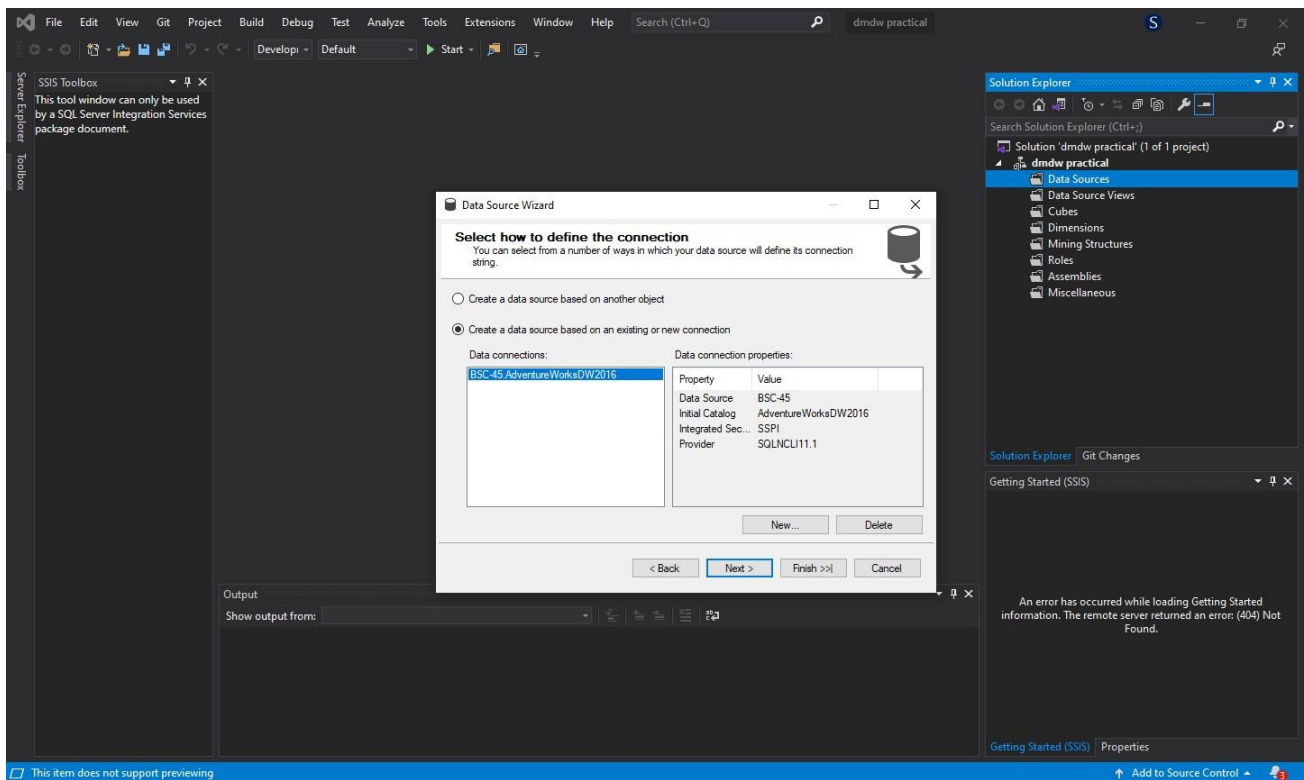 File Edit View Git Project Build Debug Test Analyze Tools Extensions Window Help Search (Ctrl+Q) dmdw practical S
Developı Default Start
Server Explorer
Toolbox
SSIS Toolbox
This tool window can only be used
by a SQL Server Integration Services
package document.
Data Source Wizard
Select how to define the connection
You can select from a number of ways in which your data source will define its connection
string.
Create a data source based on another object
Create a data source based on an existing or new connection
Data connections:
BSC-45.AdventureWorksDW2016
Data connection properties:
Property Value
Data Source BSC-45
Initial Catalog AdventureWorksDW2016
Integrated Sec... SSPI
Provider SQLNCLI11.1
New... Delete
< Back Next > Finish >>| Cancel
Output
Show output from:
Solution Explorer
Search Solution Explorer (Ctrl+;)
Solution 'dmdw practical' (1 of 1 project)
dmdw practical
Data Sources
Data Source Views
Cubes
Dimensions
Mining Structures
Roles
Assemblies
Miscellaneous
Solution Explorer Git Changes
Getting Started (SSIS)
An error has occurred while loading Getting Started
information. The remote server returned an error: (404) Not
Found.
Getting Started (SSIS) Properties
This item does not support previewing Add to Source Control 3